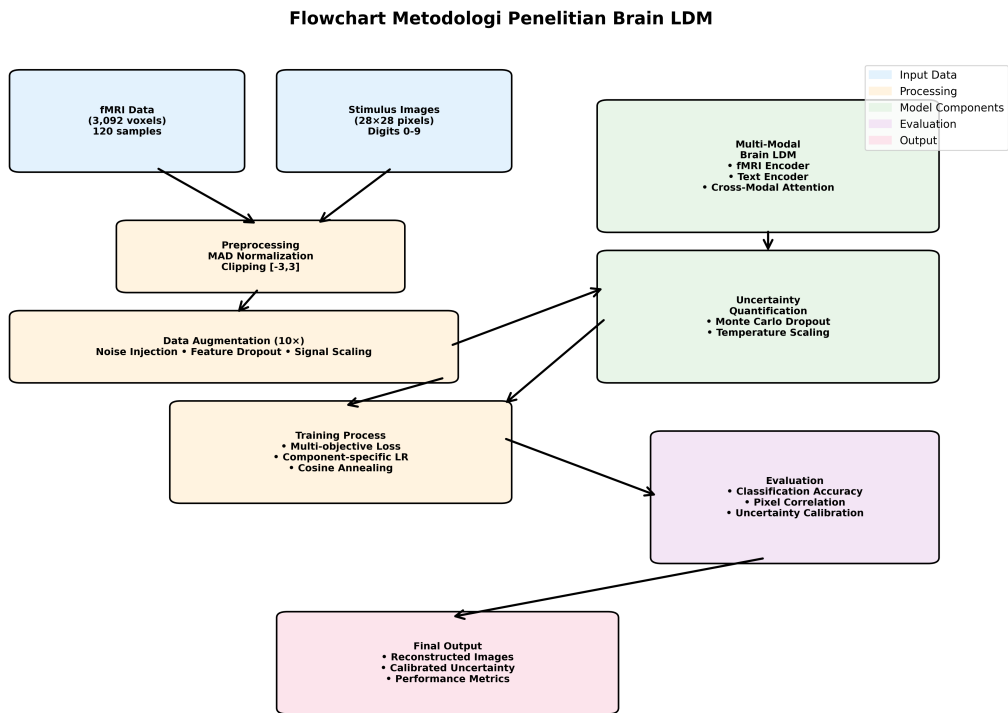 Flowchart Metodologi Penelitian Brain LDM
fMRI Data
(3,092 voxels)
120 samples
Stimulus Images
(28×28 pixels)
Digits 0-9
Input Data
Processing
Model Components
Evaluation
Output
Multi-Modal
Brain LDM
• fMRI Encoder
• Text Encoder
• Cross-Modal Attention
Preprocessing
MAD Normalization
Clipping [-3,3]
Uncertainty
Quantification
• Monte Carlo Dropout
• Temperature Scaling
Data Augmentation (10×)
Noise Injection • Feature Dropout • Signal Scaling
Training Process
• Multi-objective Loss
• Component-specific LR
• Cosine Annealing
Evaluation
• Classification Accuracy
• Pixel Correlation
• Uncertainty Calibration
Final Output
• Reconstructed Images
• Calibrated Uncertainty
• Performance Metrics